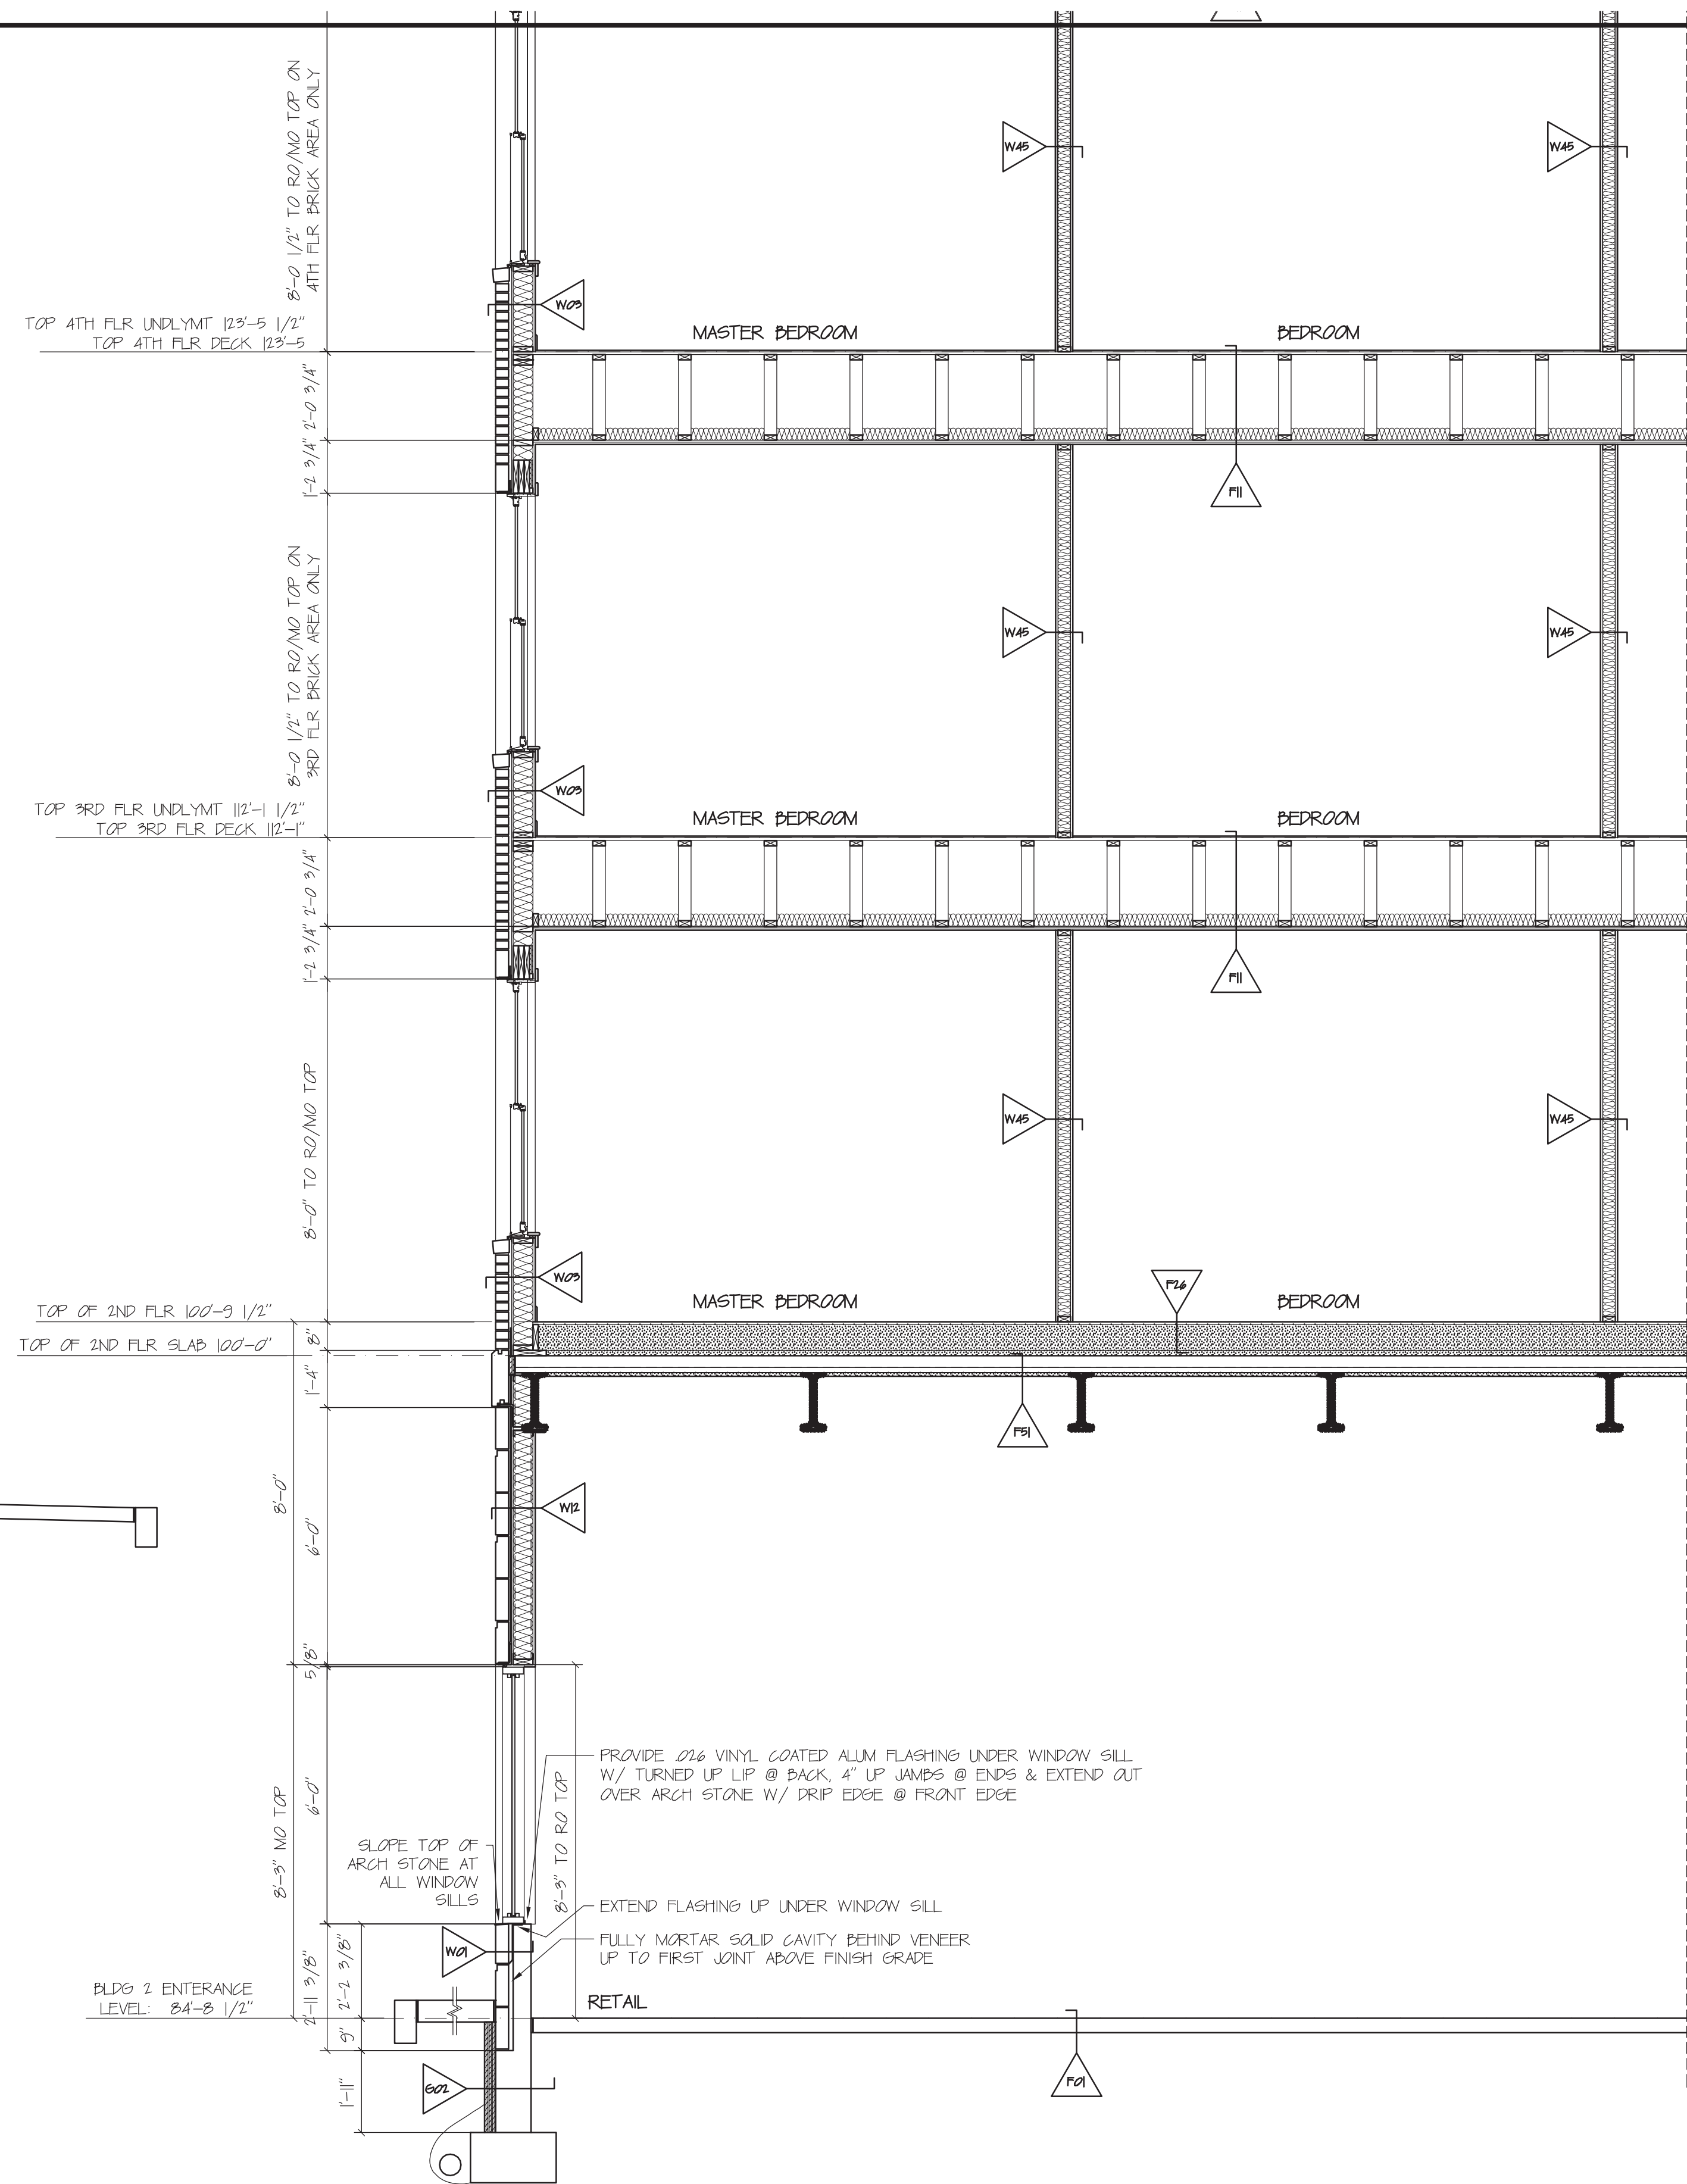 8'-0 1/2" TO RO/MO TOP ON
4TH FLR BRICK AREA ONLY
W45
W45
W03
TOP 4TH FLR UNDLYMT 123'-5 1/2"
TOP 4TH FLR DECK 123'-5
MASTER BEDROOM
BEDROOM
2'-0 3/4"
1'-2 3/4"
F11
8'-0 1/2" TO RO/MO TOP ON
3RD FLR BRICK AREA ONLY
W45
W45
W03
TOP 3RD FLR UNDLYMT 112'-1 1/2"
TOP 3RD FLR DECK 112'-1"
MASTER BEDROOM
BEDROOM
2'-0 3/4"
1'-2 3/4"
F11
8'-0" TO RO/MO TOP
W45
W45
W03
F26
MASTER BEDROOM
BEDROOM
TOP OF 2ND FLR 100'-9 1/2"
TOP OF 2ND FLR SLAB 100'-0"
8"
1'-4"
F51
8'-0"
6'-0"
W12
5/8"
8'-3" MO TOP
6'-0"
8'-3" TO RO TOP
PROVIDE .026 VINYL COATED ALUM FLASHING UNDER WINDOW SILL
W/ TURNED UP LIP @ BACK, 4" UP JAMBS @ ENDS & EXTEND OUT
OVER ARCH STONE W/ DRIP EDGE @ FRONT EDGE
SLOPE TOP OF
ARCH STONE AT
ALL WINDOW
SILLS
EXTEND FLASHING UP UNDER WINDOW SILL
FULLY MORTAR SOLID CAVITY BEHIND VENEER
UP TO FIRST JOINT ABOVE FINISH GRADE
W01
2'-11 3/8"
2'-2 3/8"
BLDG 2 ENTERANCE
LEVEL: 84'-8 1/2"
RETAIL
9"
1'-11"
G02
F01